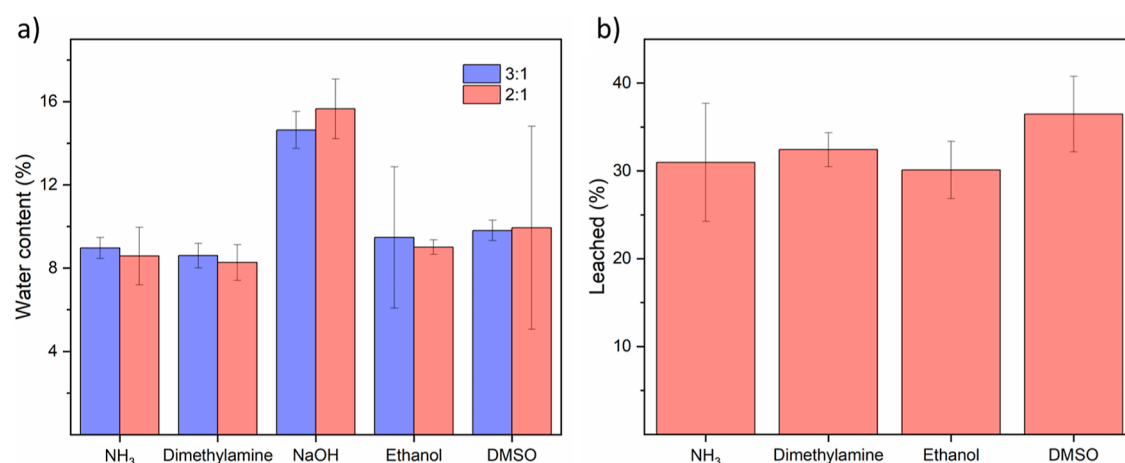 a)
Water content (%)
16
12
8
4
3:1
2:1
NH₃ Dimethylamine NaOH Ethanol DMSO
b)
Leached (%)
40
30
20
10
NH₃ Dimethylamine Ethanol DMSO